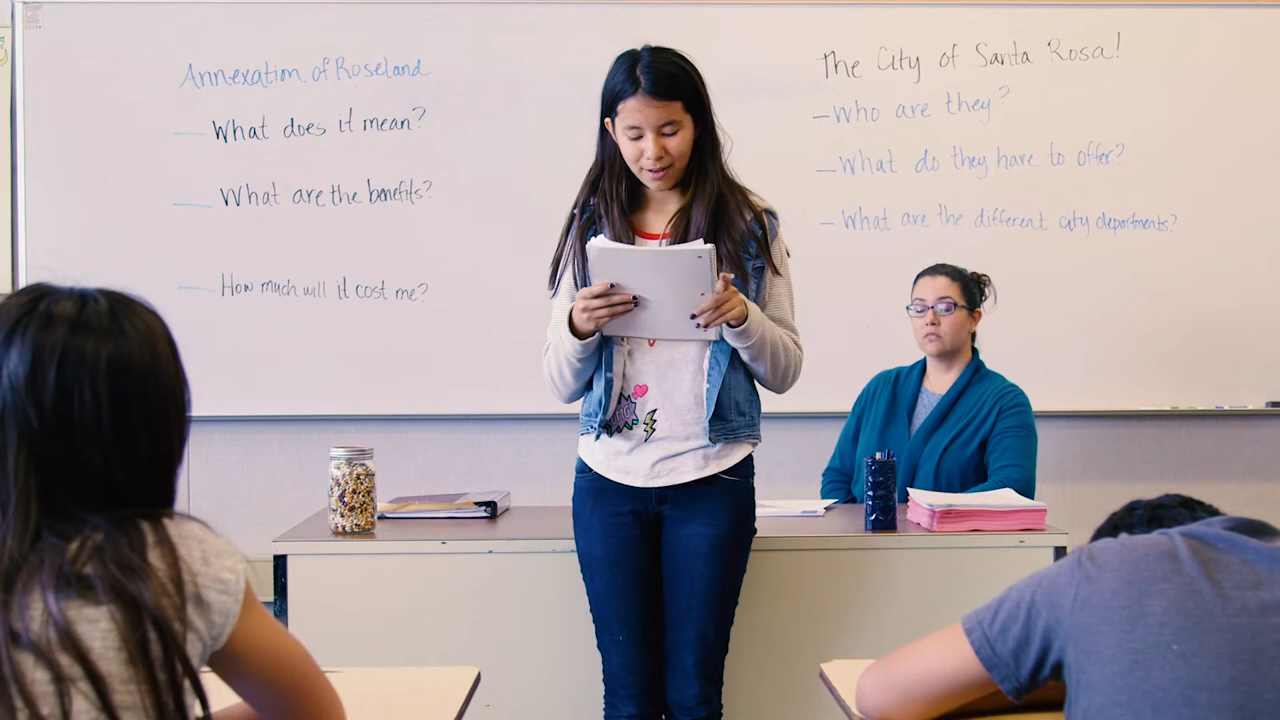 Annexation of Roseland
— What does it mean?
— What are the benefits?
— How much will it cost me?
The City of Santa Rosa!
- Who are they?
- What do they have to offer?
- What are the different city departments?